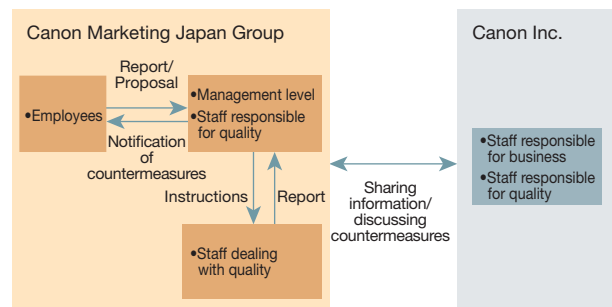 Canon Marketing Japan Group
Report/
Proposal
•Employees
•Management level
•Staff responsible
for quality
Notification
of
countermeasures
Instructions
Report
•Staff dealing
with quality
Sharing
information/
discussing
countermeasures
Canon Inc.
•Staff responsible
for business
•Staff responsible
for quality